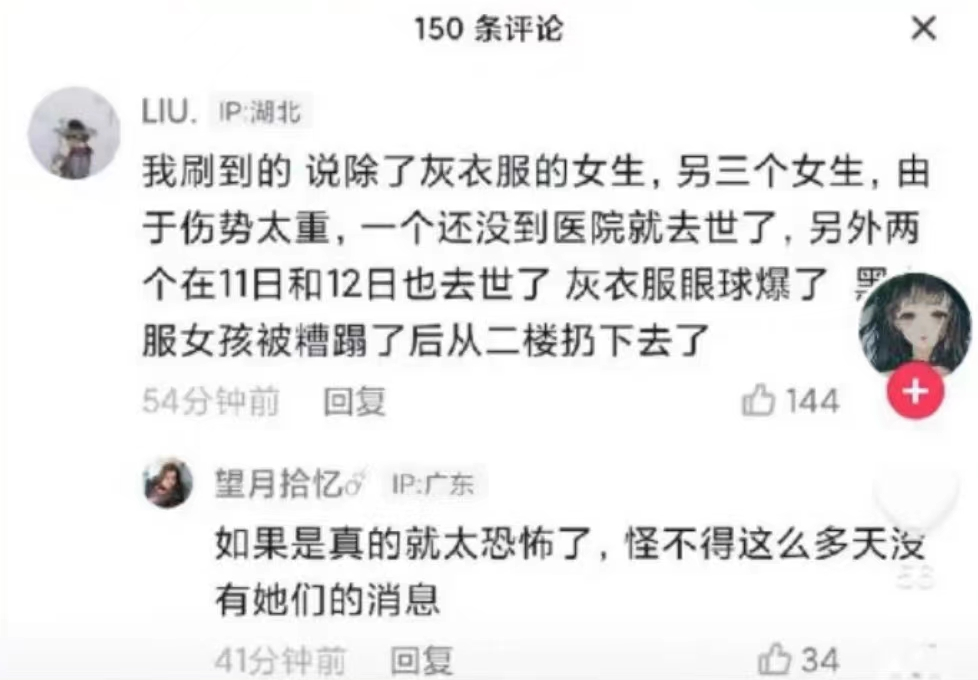 150 条评论
LIU. IP:湖北
我刷到的 说除了灰衣服的女生，另三个女生，由
于伤势太重，一个还没到医院就去世了，另外两
个在11日和12日也去世了 灰衣服眼球爆了 黑
服女孩被糟蹋了后从二楼扔下去了
54分钟前 回复 144
望月拾忆♂ IP:广东
如果是真的就太恐怖了，怪不得这么多天没
有她们的消息
41分钟前 回复 34